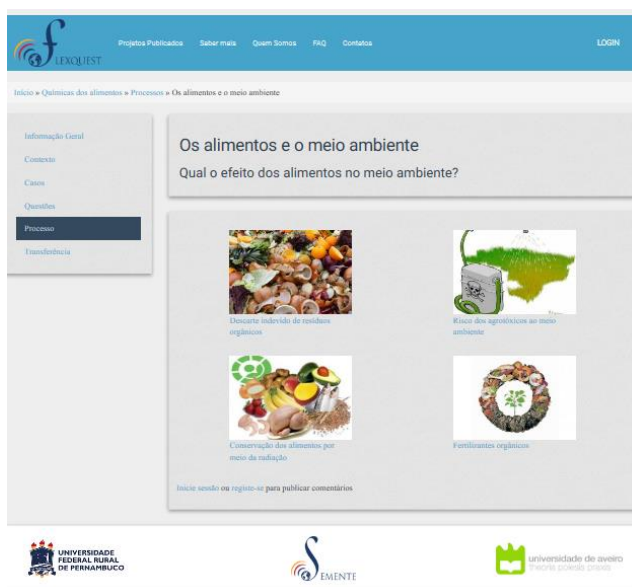 FLEXQUEST
Projetos Publicados Saber mais Quem Somos FAQ Contatos LOGIN
Início » Químicas dos alimentos » Processos » Os alimentos e o meio ambiente
Informação Geral
Contexto
Casos
Questões
Processo
Transferência
Os alimentos e o meio ambiente
Qual o efeito dos alimentos no meio ambiente?
Descarte indevido de resíduos
orgânicos
Risco dos agrotóxicos ao meio
ambiente
Conservação dos alimentos por
meio da radiação
Fertilizantes orgânicos
Inicie sessão ou registe-se para publicar comentários
UNIVERSIDADE
FEDERAL RURAL
DE PERNAMBUCO
SEMENTE
universidade de aveiro
theoria poiesis praxis